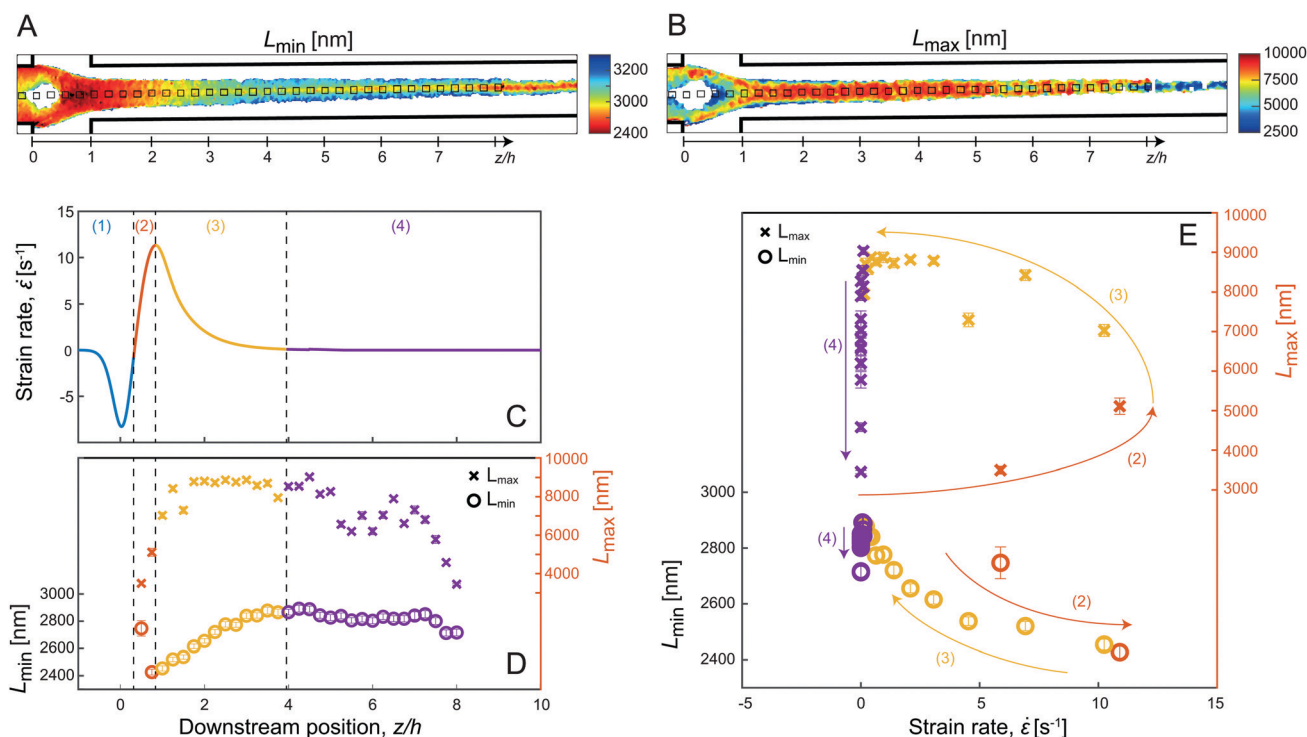 A
L_min [nm]
3200
3000
2400
0 1 2 3 4 5 6 7 z/h
B
L_max [nm]
10000
7500
5000
2500
0 1 2 3 4 5 6 7 z/h
(1) (2) (3) (4)
15
10
5
0
-5
Strain rate, ε̇ [s⁻¹]
C
10000
8000
6000
4000
L_max [nm]
× L_max
○ L_min
3000
2800
2600
2400
L_min [nm]
D
0 2 4 6 8 10
Downstream position, z/h
E
× L_max
○ L_min
10000
9000
8000
7000
6000
5000
4000
3000
L_max [nm]
(3)
(4)
(2)
3000
2800
2600
2400
L_min [nm]
(4)
(2)
(3)
-5 0 5 10 15
Strain rate, ε̇ [s⁻¹]